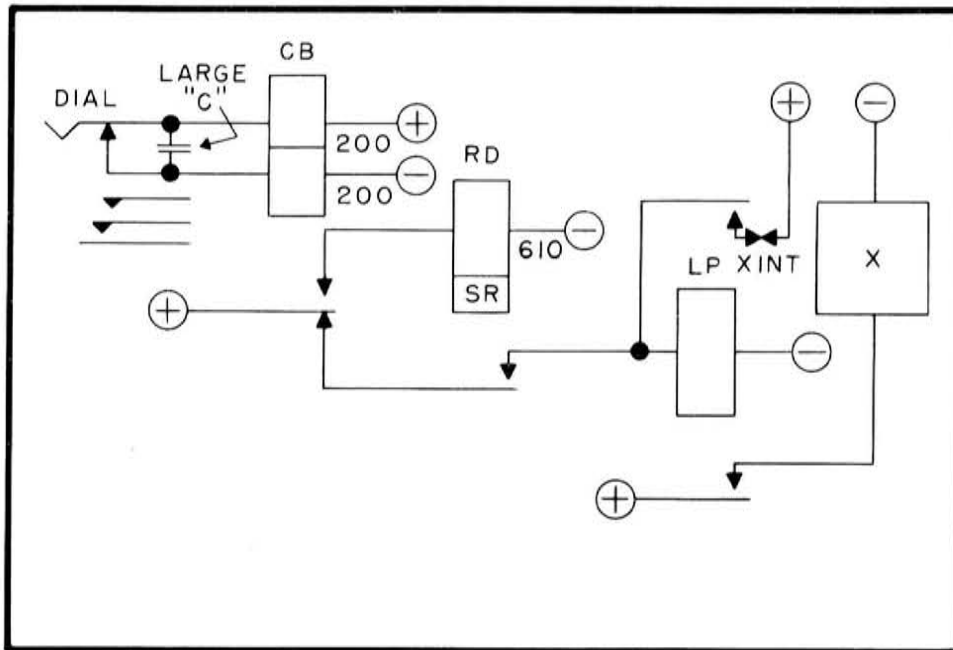 CB
LARGE
"C"
DIAL
+
-
200
200
+
-
RD
610
-
SR
LP XINT
X
+
-
+